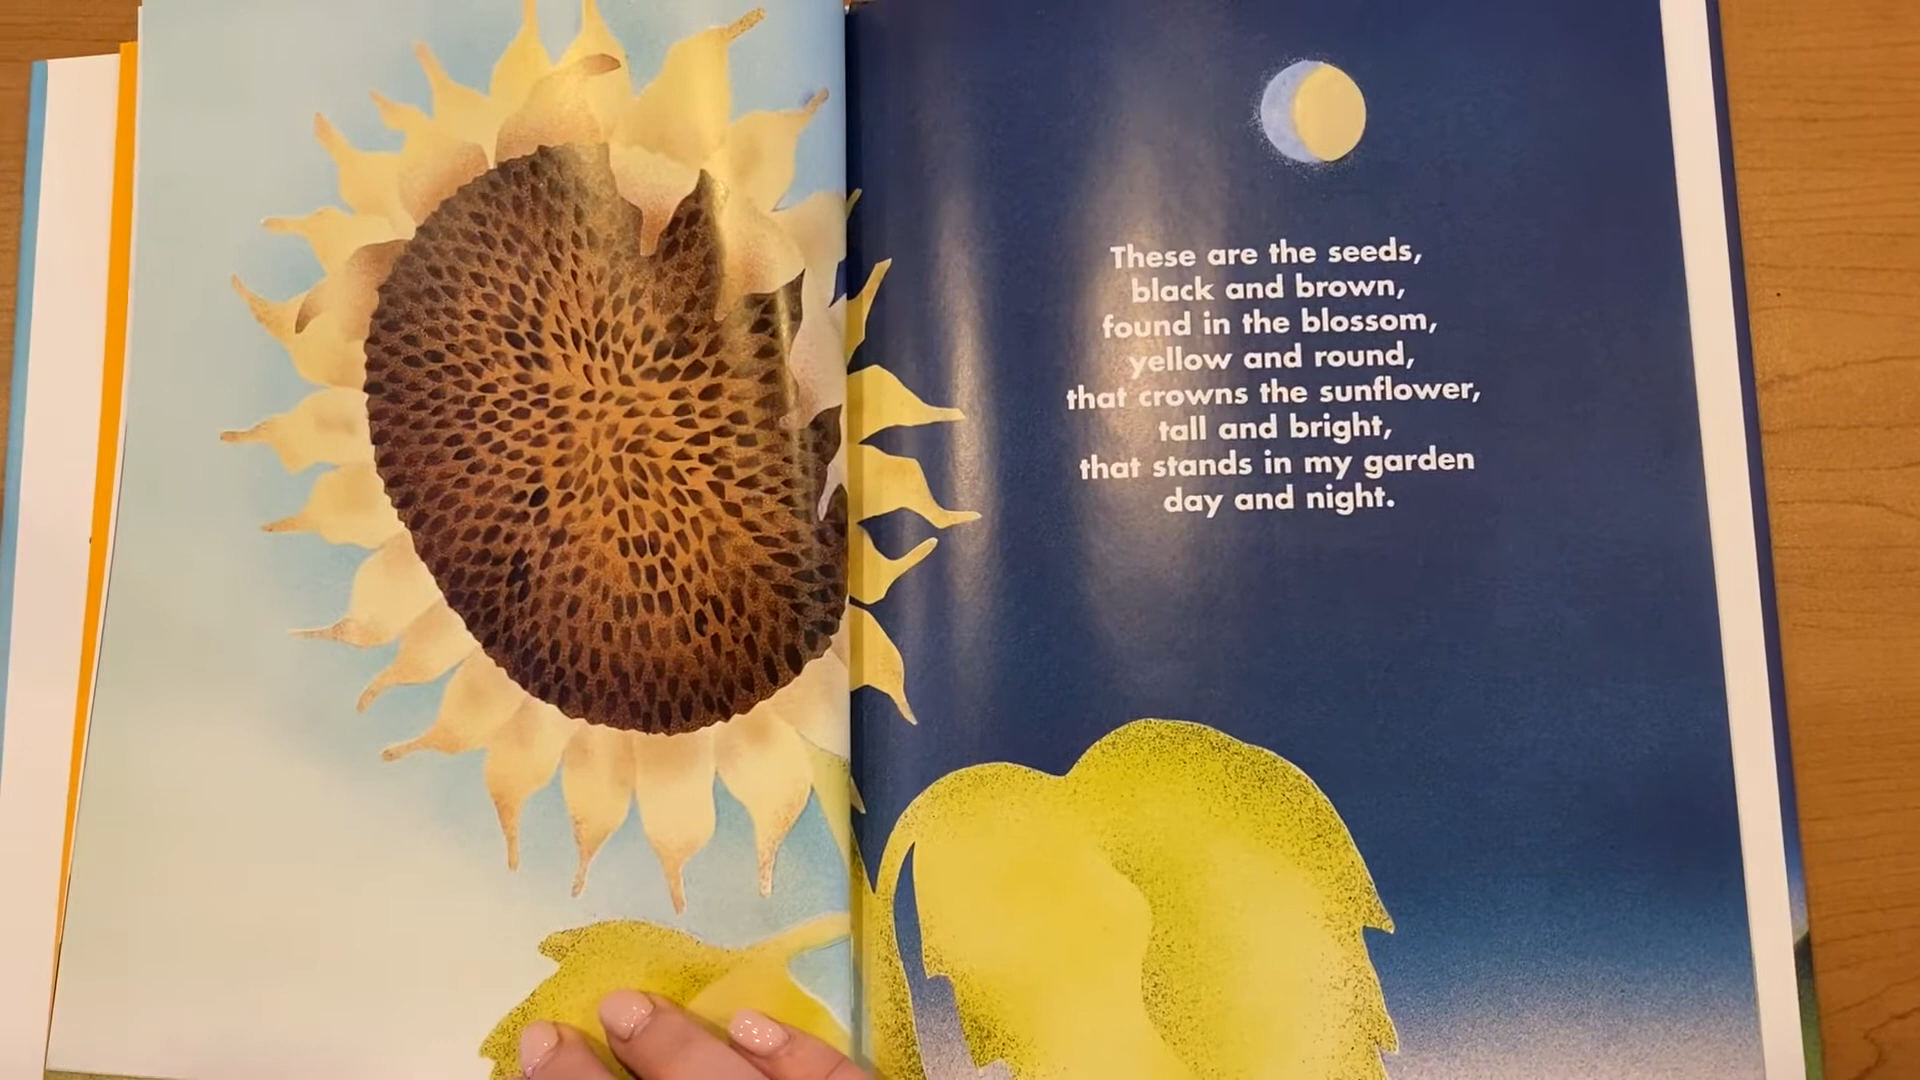 These are the seeds,
black and brown,
found in the blossom,
yellow and round,
that crowns the sunflower,
tall and bright,
that stands in my garden
day and night.